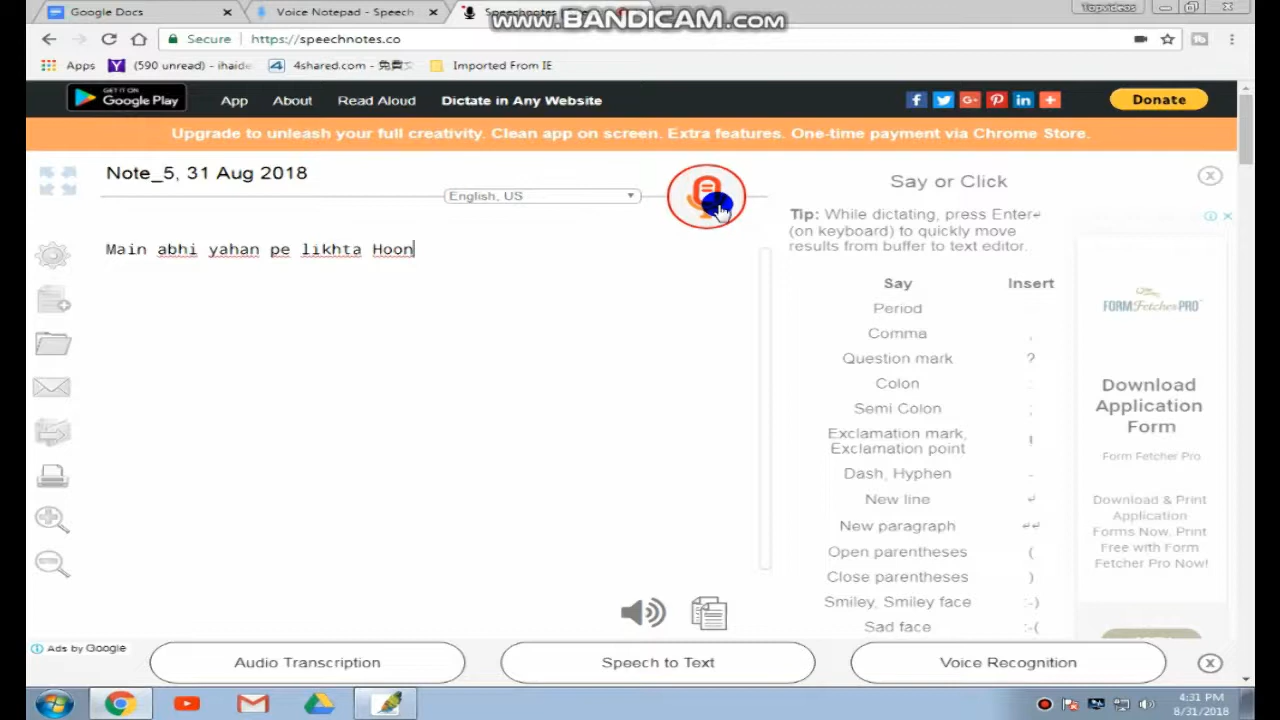 www.BANDICAM.com
Google Docs
Voice Notepad - Speech
Speechnotes
Topvideos
Secure
https://speechnotes.co
Apps
(590 unread) - ihaide
4shared.com - 免費
Imported From IE
GET IT ON
Google Play
App
About
Read Aloud
Dictate in Any Website
Donate
Upgrade to unleash your full creativity. Clean app on screen. Extra features. One-time payment via Chrome Store.
Note_5, 31 Aug 2018
English, US
Main abhi yahan pe likhta Hoon
Say or Click
Tip: While dictating, press Enter↵
(on keyboard) to quickly move
results from buffer to text editor.
Say Insert
Period
Comma ,
Question mark ?
Colon :
Semi Colon ;
Exclamation mark,
Exclamation point !
Dash, Hyphen -
New line ↵
New paragraph ↵↵
Open parentheses (
Close parentheses )
Smiley, Smiley face :-)
Sad face :-(
FORM Fetcher PRO
Download
Application
Form
Form Fetcher Pro
Download & Print
Application
Forms Now. Print
Free with Form
Fetcher Pro Now!
Ads by Google
Audio Transcription
Speech to Text
Voice Recognition
4:31 PM
8/31/2018